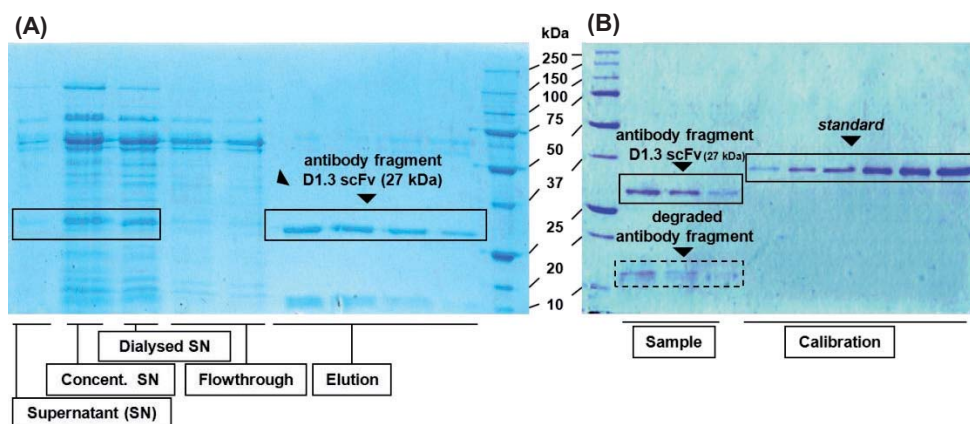 (A)
kDa
(B)
250
150
100
75
50
37
25
20
10
antibody fragment
D1.3 scFv (27 kDa)
antibody fragment
D1.3 scFv (27 kDa)
standard
degraded
antibody fragment
Dialysed SN
Concent. SN
Flowthrough
Elution
Supernatant (SN)
Sample
Calibration